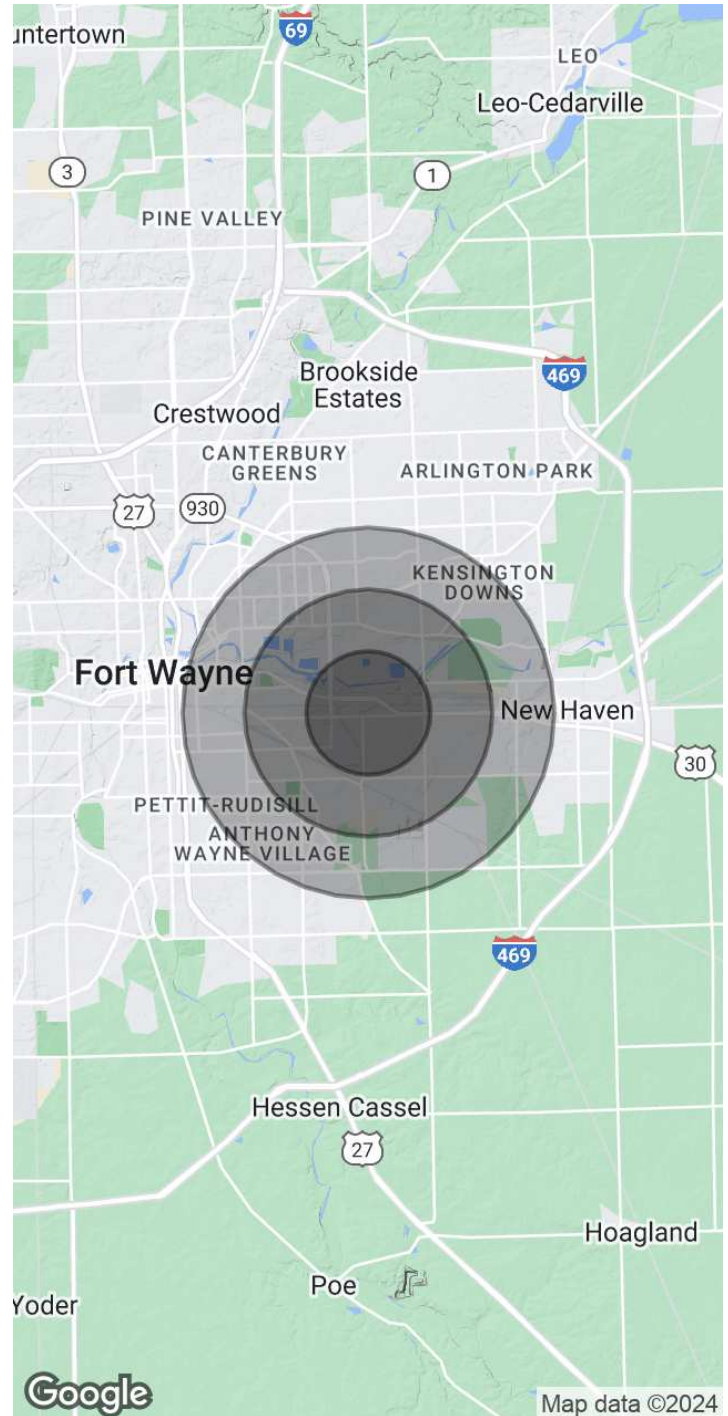 untertown
69
LEO
Leo-Cedarville
3
1
PINE VALLEY
Brookside
Estates
469
Crestwood
CANTERBURY
GREENS
ARLINGTON PARK
27
930
KENSINGTON
DOWNS
Fort Wayne
New Haven
30
PETTIT-RUDISILL
ANTHONY
WAYNE VILLAGE
469
Hessen Cassel
27
Hoagland
Poe
Yoder
Google
Map data ©2024